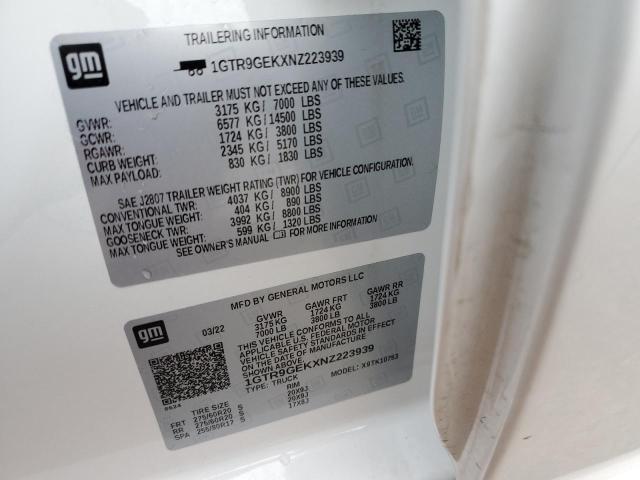 gm
TRAILERING INFORMATION
1GTR9GEKXNZ223939
VEHICLE AND TRAILER MUST NOT EXCEED ANY OF THESE VALUES:
GVWR: 3175 KG / 7000 LBS
GCWR: 6577 KG / 14500 LBS
RGAWR: 1724 KG / 3800 LBS
CURB WEIGHT: 2345 KG / 5170 LBS
MAX PAYLOAD: 830 KG / 1830 LBS
SAE J2807 TRAILER WEIGHT RATING (TWR) FOR VEHICLE CONFIGURATION.
CONVENTIONAL TWR: 4037 KG / 8900 LBS
MAX TONGUE WEIGHT: 404 KG / 890 LBS
GOOSENECK TWR: 3992 KG / 8800 LBS
MAX TONGUE WEIGHT: 599 KG / 1320 LBS
SEE OWNER'S MANUAL FOR MORE INFORMATION
gm
MFD BY GENERAL MOTORS LLC
03/22 GVWR GAWR FRT GAWR RR
3175 KG 1724 KG 1724 KG
7000 LB 3800 LB 3800 LB
THIS VEHICLE CONFORMS TO ALL
APPLICABLE U.S. FEDERAL MOTOR
VEHICLE SAFETY STANDARDS IN EFFECT
ON THE DATE OF MANUFACTURE
SHOWN ABOVE.
1GTR9GEKXNZ223939
TYPE: TRUCK MODEL: X9TK10753
TIRE SIZE RIM
FRT 275/60R20 S 20X9J
RR 275/60R20 S 20X9J
SPA 255/80R17 S 17X8J